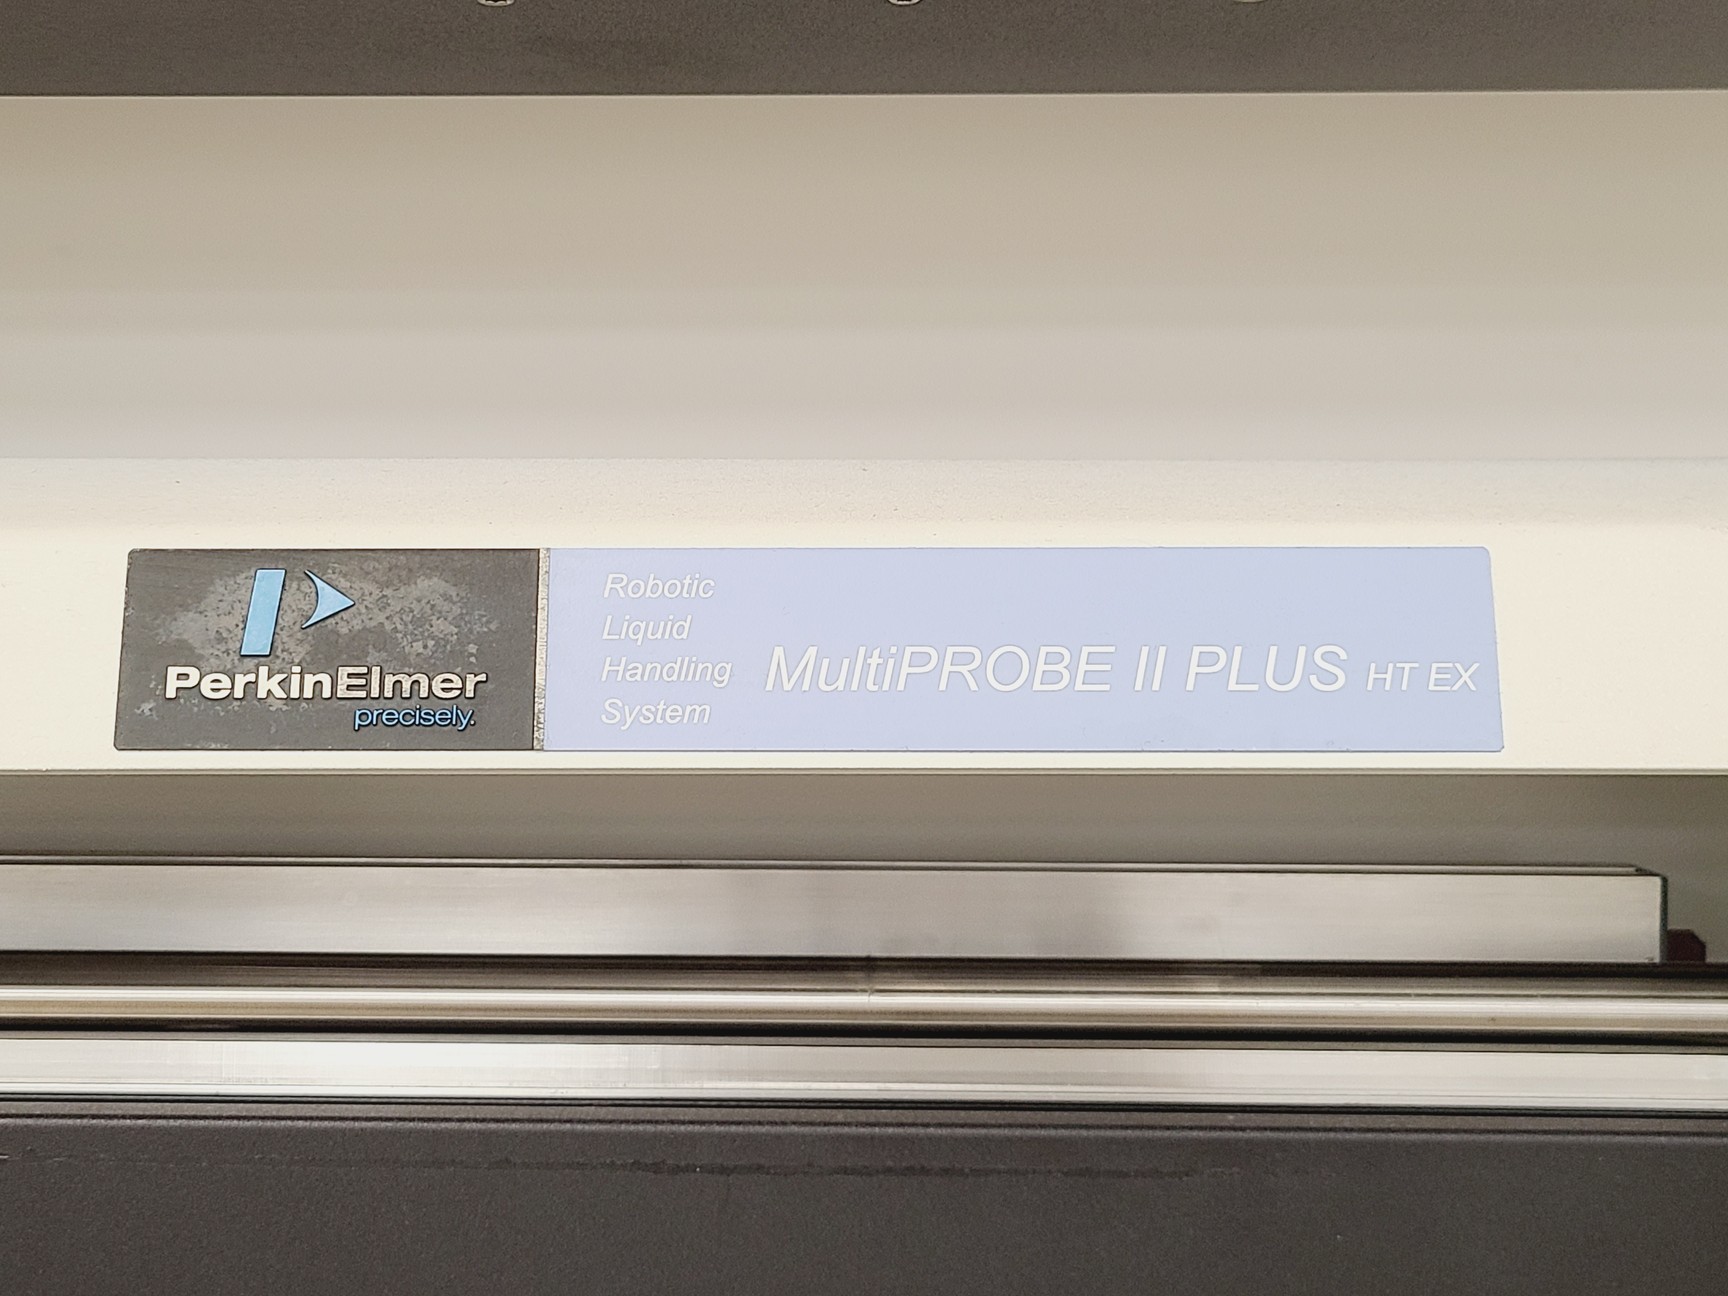 PerkinElmer
precisely.
Robotic
Liquid
Handling
System
MultiPROBE II PLUS HT EX